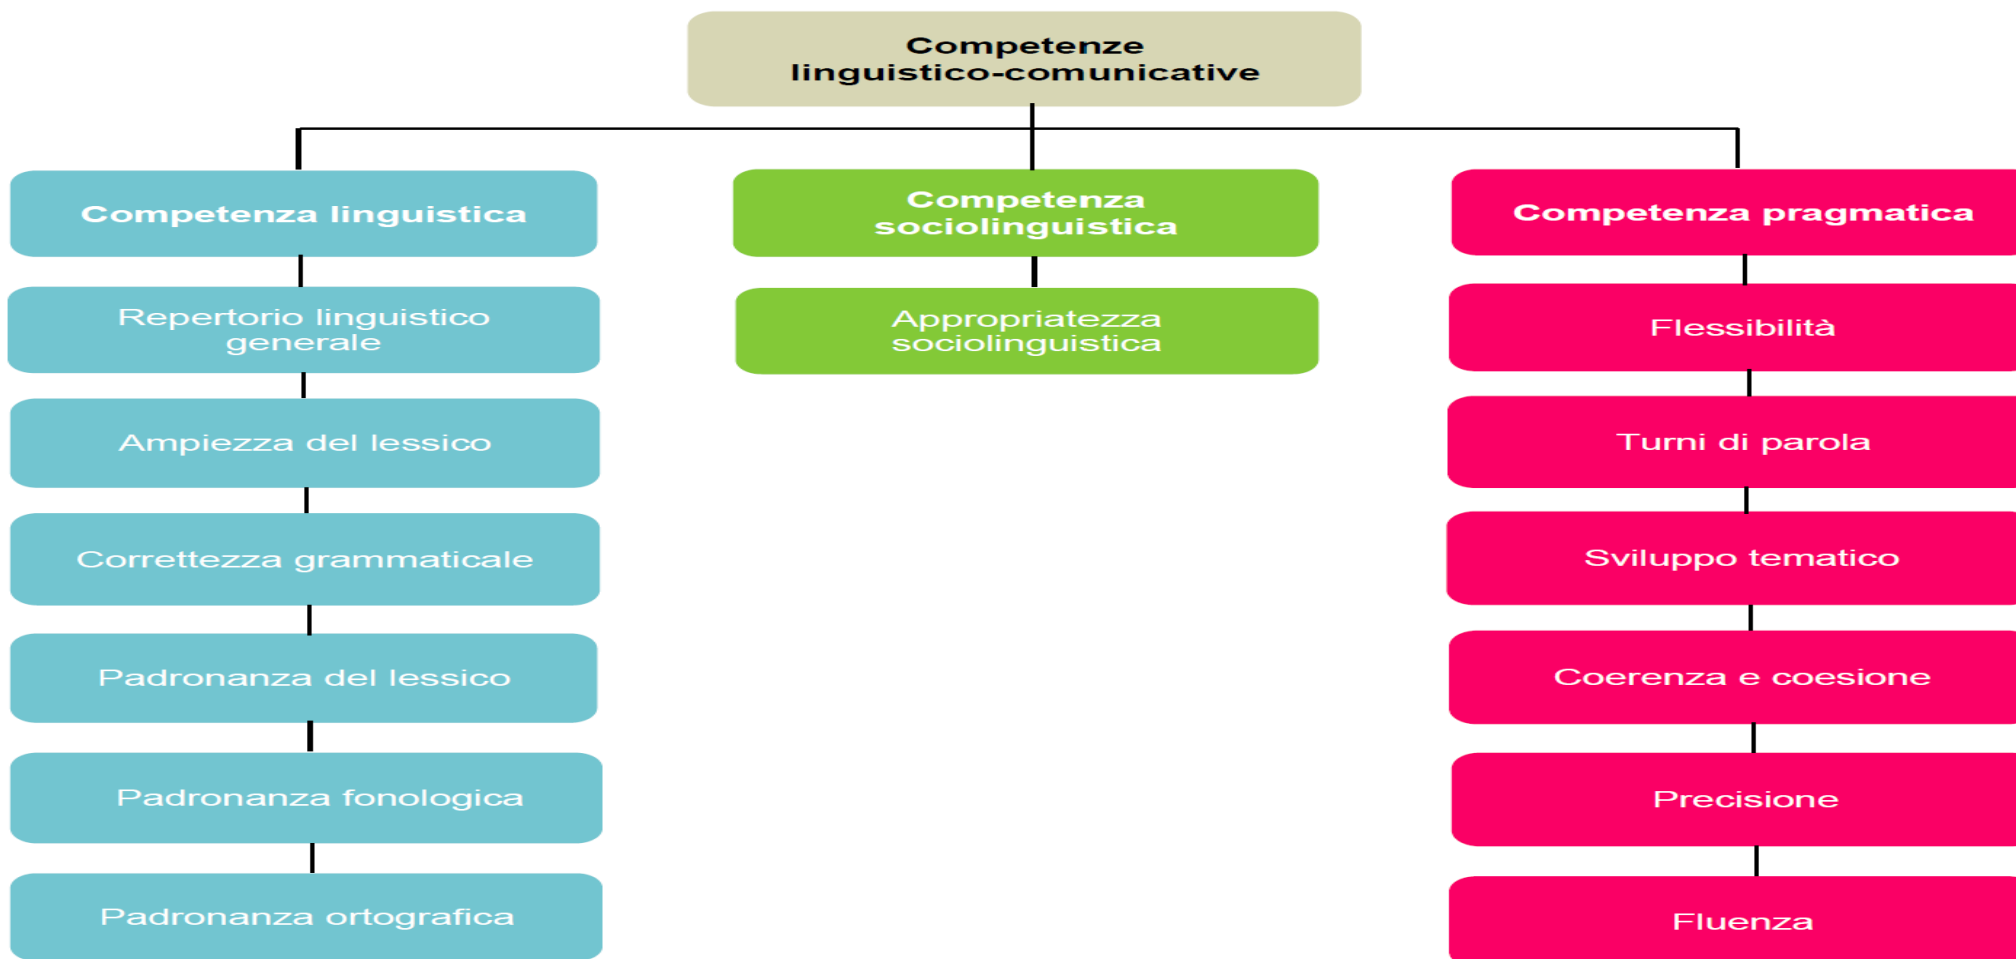 Competenze
linguistico-comunicative
Competenza linguistica
Repertorio linguistico
generale
Ampiezza del lessico
Correttezza grammaticale
Padronanza del lessico
Padronanza fonologica
Padronanza ortografica
Competenza
sociolinguistica
Appropriatezza
sociolinguistica
Competenza pragmatica
Flessibilità
Turni di parola
Sviluppo tematico
Coerenza e coesione
Precisione
Fluenza